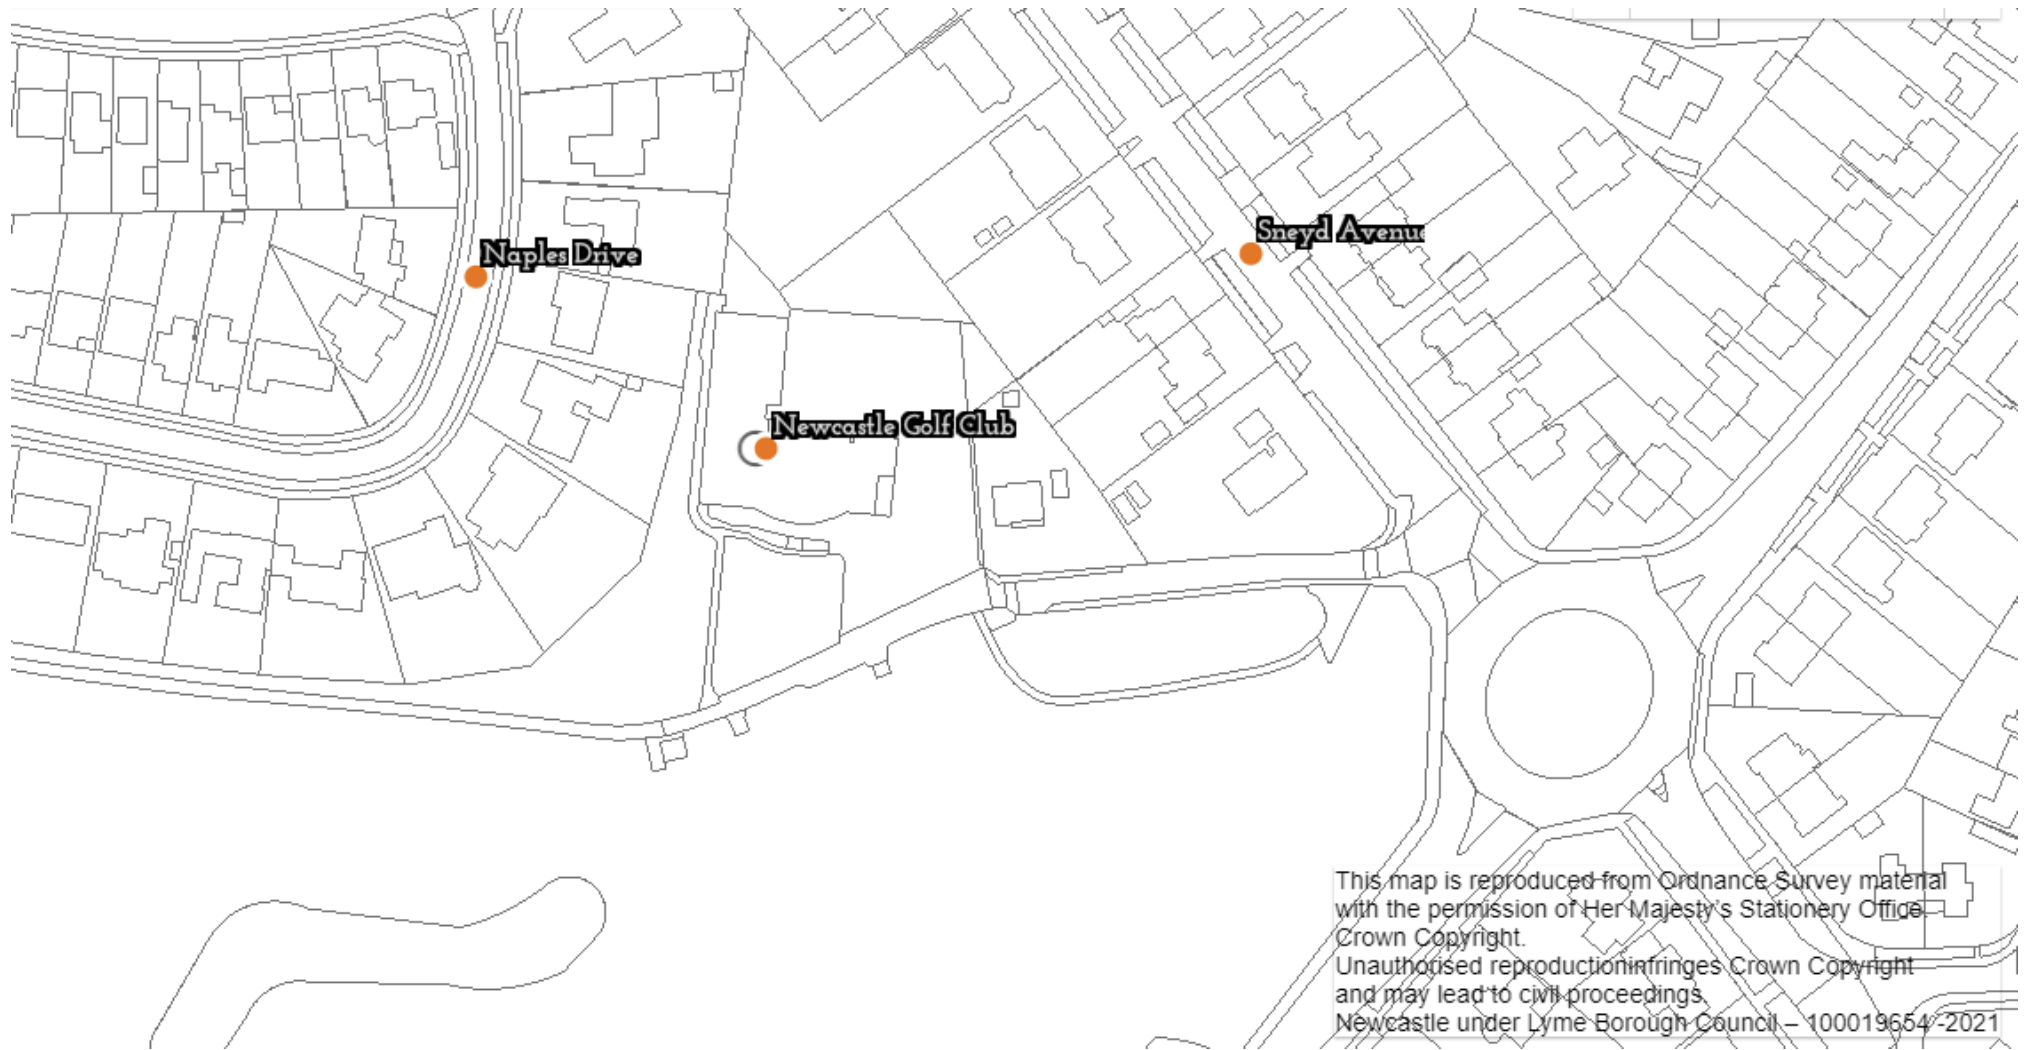 Sneyd Avenue
Naples Drive
Newcastle Golf Club
This map is reproduced from Ordnance Survey material
with the permission of Her Majesty's Stationery Office.
Crown Copyright.
Unauthorised reproductioninfringes Crown Copyright
and may lead to civil proceedings.
Newcastle under Lyme Borough Council – 100019654 -2021